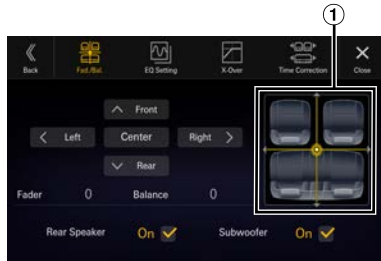 1
Back Fad./Bal. EQ Setting X-Over Time Correction Close
Front
Left Center Right
Rear
Fader 0 Balance 0
Rear Speaker On Subwoofer On